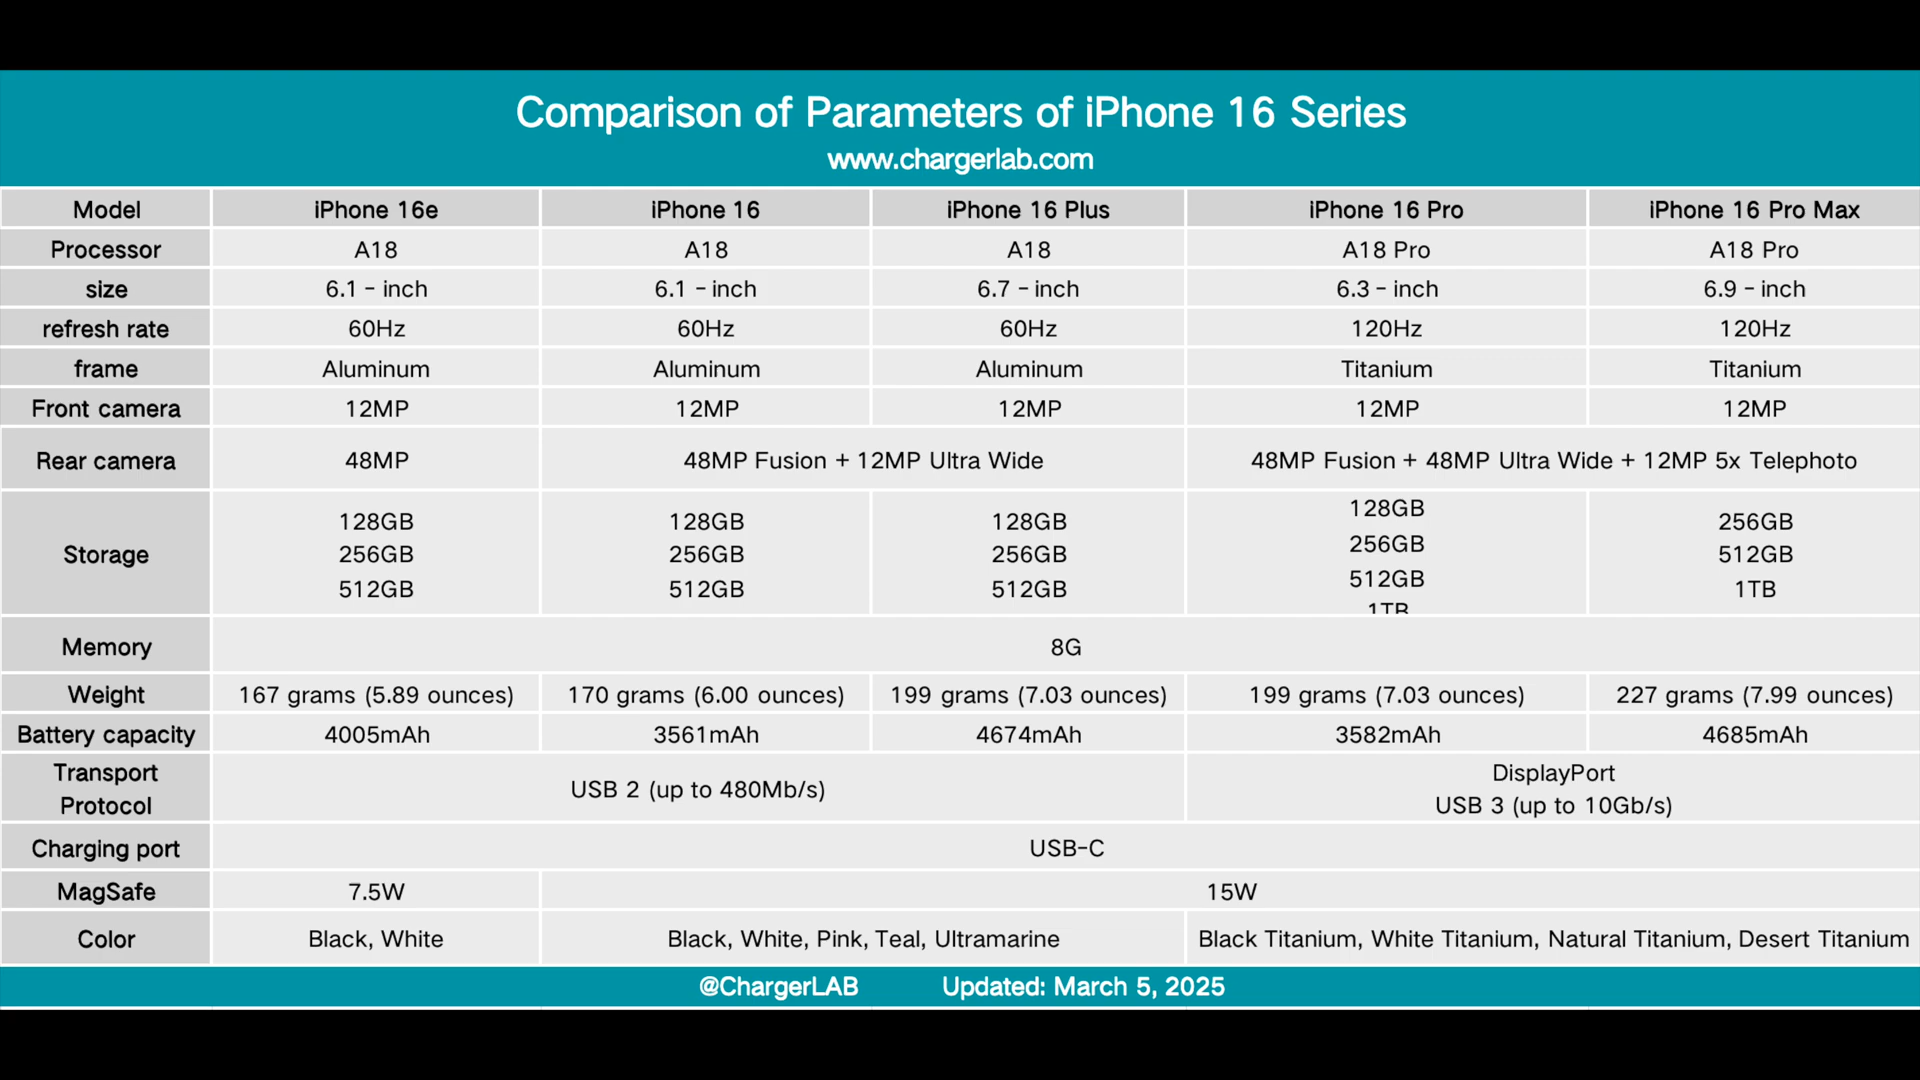 Comparison of Parameters of iPhone 16 Series
www.chargerlab.com
Model iPhone 16e iPhone 16 iPhone 16 Plus iPhone 16 Pro iPhone 16 Pro Max
Processor A18 A18 A18 A18 Pro A18 Pro
size 6.1 - inch 6.1 - inch 6.7 - inch 6.3 - inch 6.9 - inch
refresh rate 60Hz 60Hz 60Hz 120Hz 120Hz
frame Aluminum Aluminum Aluminum Titanium Titanium
Front camera 12MP 12MP 12MP 12MP 12MP
Rear camera 48MP 48MP Fusion + 12MP Ultra Wide 48MP Fusion + 48MP Ultra Wide + 12MP 5x Telephoto
Storage
128GB
256GB
512GB
128GB
256GB
512GB
128GB
256GB
512GB
128GB
256GB
512GB
1TB
256GB
512GB
1TB
Memory 8G
Weight 167 grams (5.89 ounces) 170 grams (6.00 ounces) 199 grams (7.03 ounces) 199 grams (7.03 ounces) 227 grams (7.99 ounces)
Battery capacity 4005mAh 3561mAh 4674mAh 3582mAh 4685mAh
Transport
Protocol
USB 2 (up to 480Mb/s)
DisplayPort
USB 3 (up to 10Gb/s)
Charging port USB-C
MagSafe 7.5W 15W
Color Black, White Black, White, Pink, Teal, Ultramarine Black Titanium, White Titanium, Natural Titanium, Desert Titanium
@ChargerLAB Updated: March 5, 2025